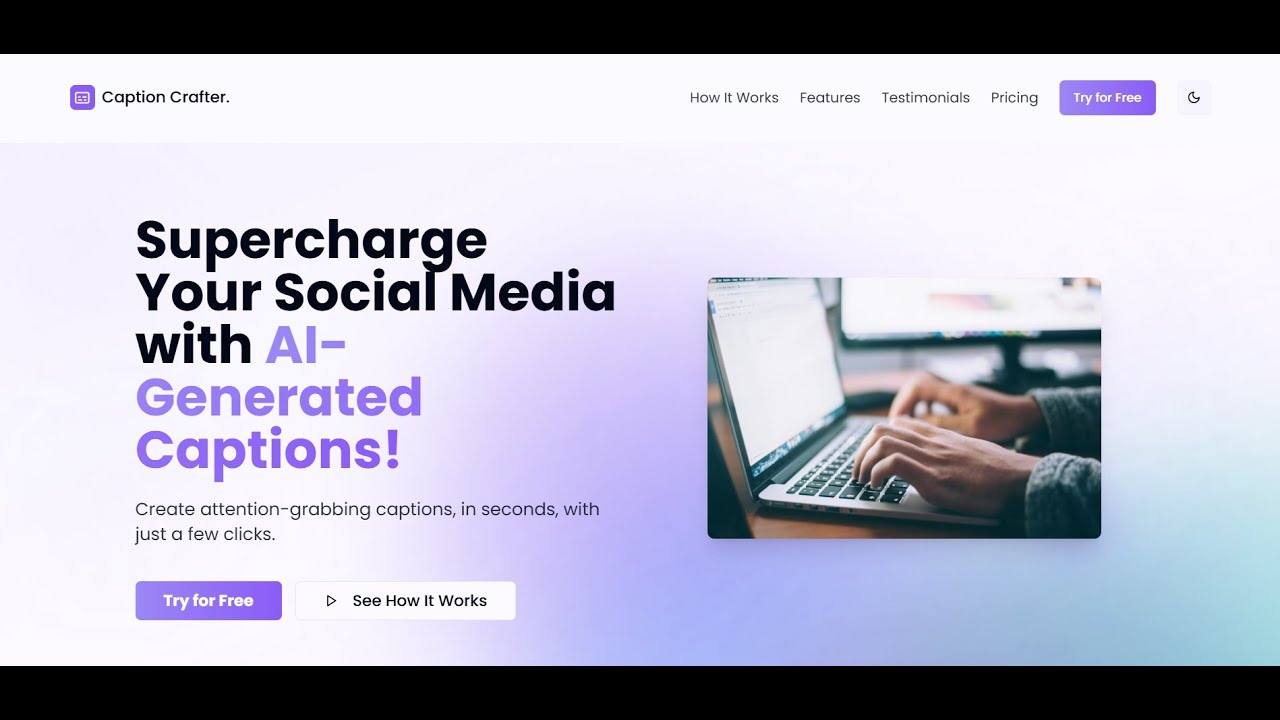 Caption Crafter.
How It Works
Features
Testimonials
Pricing
Try for Free
Supercharge
Your Social Media
with AI-
Generated
Captions!
Create attention-grabbing captions, in seconds, with
just a few clicks.
Try for Free
See How It Works